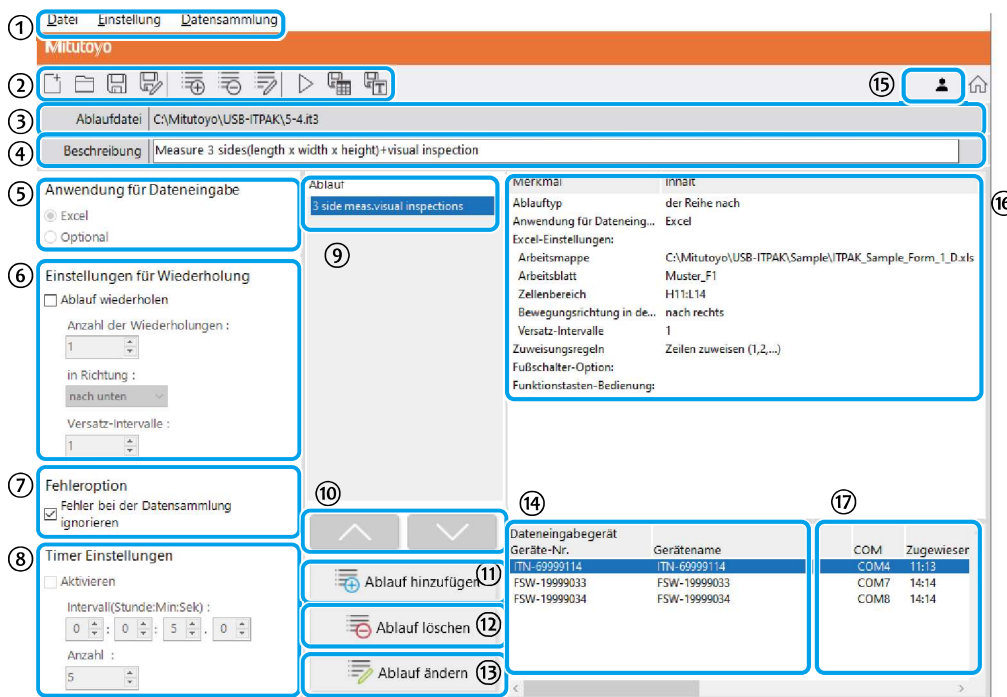 ① Datei Einstellung Datensammlung
Mitutoyo
②
⑮
③ Ablaufdatei C:\Mitutoyo\USB-ITPAK\5-4.it3
④ Beschreibung Measure 3 sides(length x width x height)+visual inspection
⑤ Anwendung für Dateneingabe
Excel
Optional
⑥ Einstellungen für Wiederholung
Ablauf wiederholen
Anzahl der Wiederholungen :
1
in Richtung :
nach unten
Versatz-Intervalle :
1
⑦ Fehleroption
Fehler bei der Datensammlung
ignorieren
⑧ Timer Einstellungen
Aktivieren
Intervall(Stunde:Min:Sek) :
0 : 0 : 5 . 0
Anzahl :
5
Ablauf
3 side meas.visual inspections
⑨
⑩
Ablauf hinzufügen ⑪
Ablauf löschen ⑫
Ablauf ändern ⑬
Merkmal Inhalt
⑯
Ablauftyp der Reihe nach
Anwendung für Dateneing... Excel
Excel-Einstellungen:
Arbeitsmappe C:\Mitutoyo\USB-ITPAK\Sample\ITPAK_Sample_Form_1_D.xls
Arbeitsblatt Muster_F1
Zellenbereich H11:L14
Bewegungsrichtung in de... nach rechts
Versatz-Intervalle 1
Zuweisungsregeln Zeilen zuweisen (1,2,...)
Fußschalter-Option:
Funktionstasten-Bedienung:
⑭ ⑰
Dateneingabegerät
Geräte-Nr. Gerätename COM Zugewieser
ITN-69999114 ITN-69999114 COM4 11:13
FSW-19999033 FSW-19999033 COM7 14:14
FSW-19999034 FSW-19999034 COM8 14:14